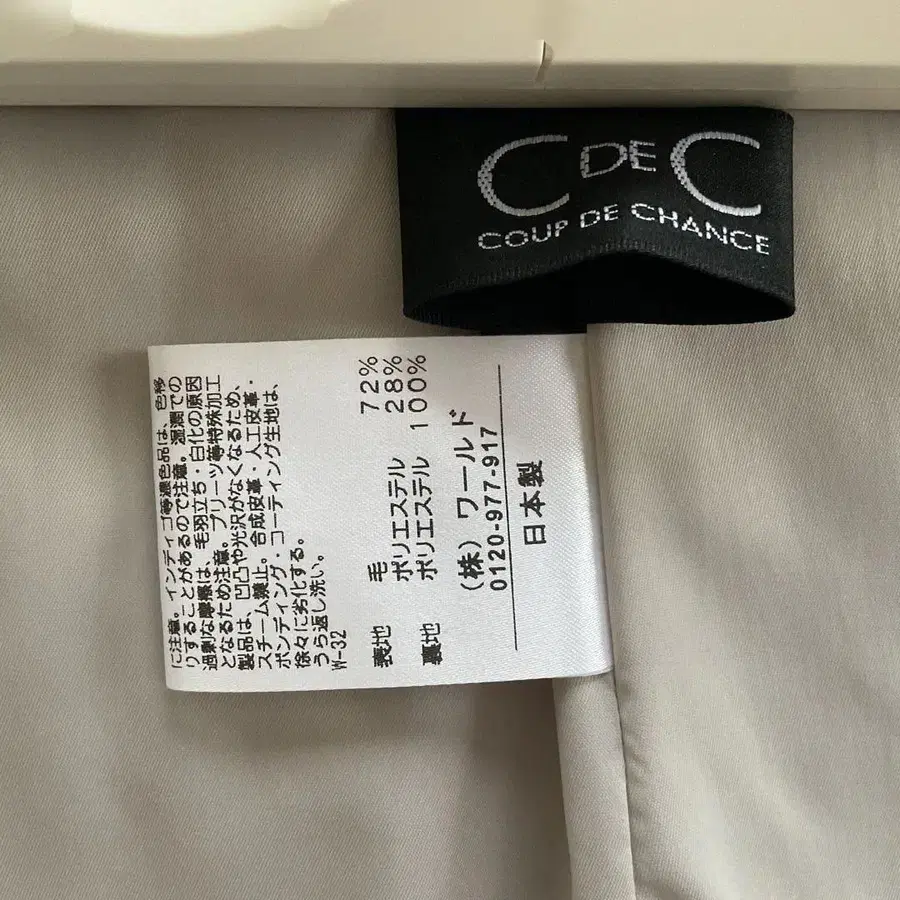 C DE C
COUP DE CHANCE
に注意。インディゴ等濃色品は、色移
りすることがあるので注意。湿潤での
過剰な摩擦は、毛羽立ち・白化の原因
となるため注意。プリーツ等特殊加工
製品は、凹凸や光沢がなくなるため、
スチーム禁止。合成皮革・人工皮革・
ボンディング・コーティング生地は、
徐々に劣化する。
うら返し洗い。
W-32
表地 毛 72%
ポリエステル 28%
裏地 ポリエステル 100%
(株) ワールド
0120-977-917
日本製